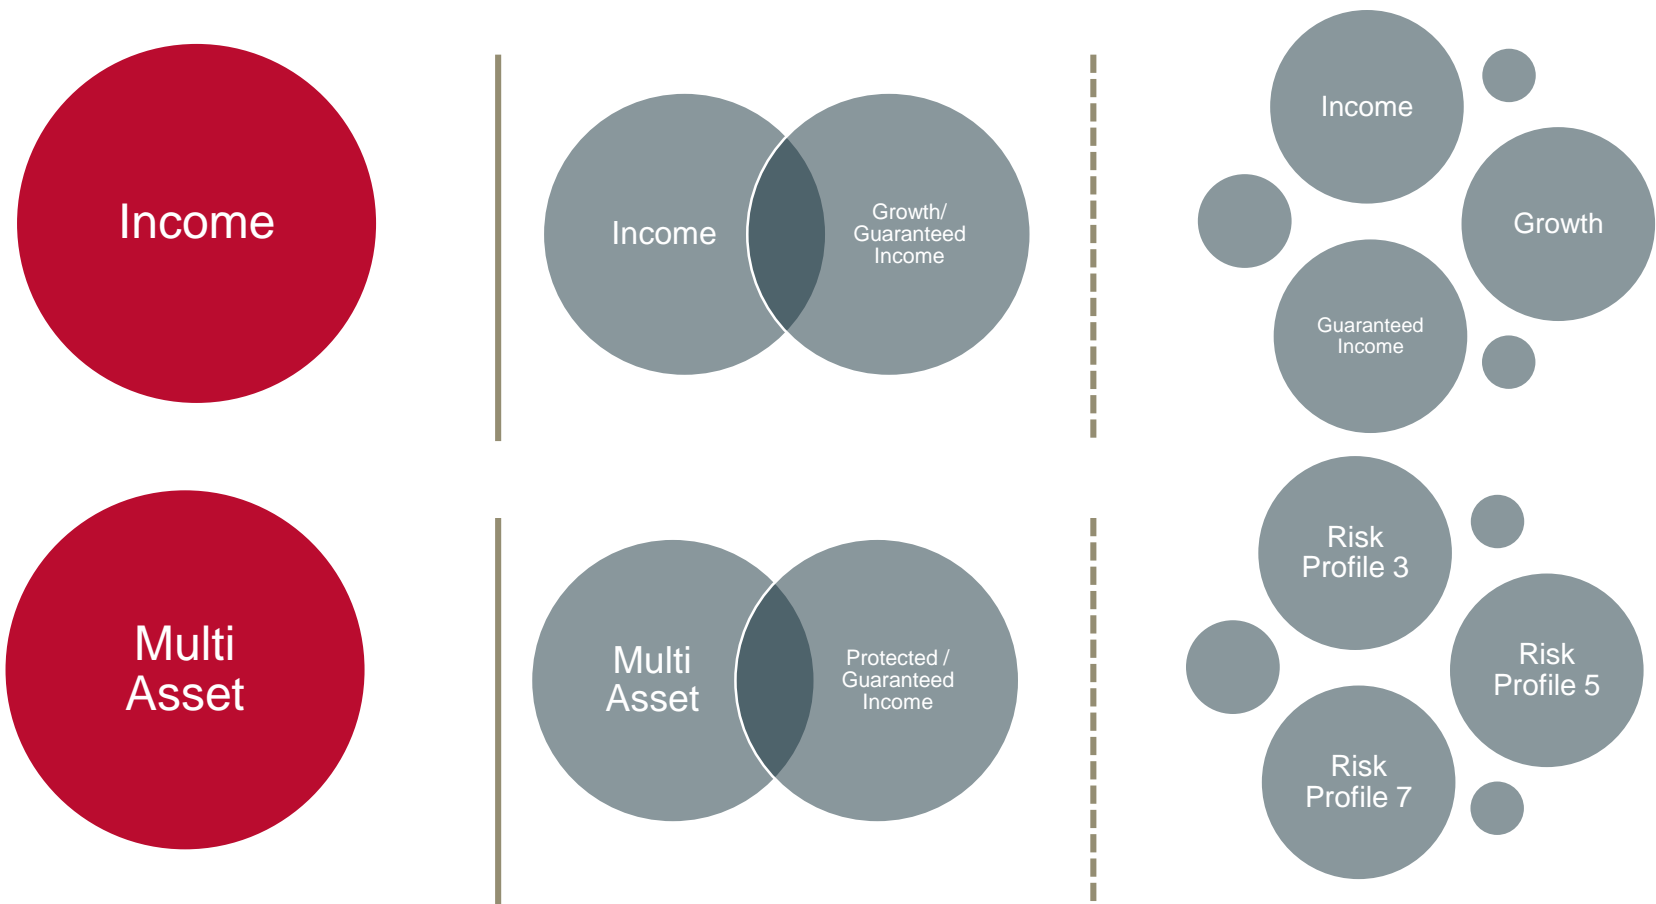 Income
Income
Growth/
Guaranteed
Income
Income
Growth
Guaranteed
Income
Multi
Asset
Multi
Asset
Protected /
Guaranteed
Income
Risk
Profile 3
Risk
Profile 5
Risk
Profile 7